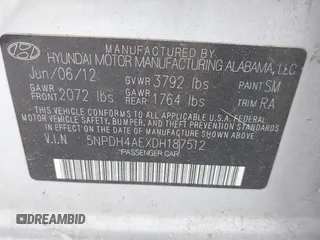 MANUFACTURED BY
HYUNDAI MOTOR MANUFACTURING ALABAMA, LLC
Jun/06/12 GVWR 3792 lbs PAINT SM
GAWR FRONT 2072 lbs GAWR REAR 1764 lbs TRIM RA
THIS VEHICLE CONFORMS TO ALL APPLICABLE
U.S.A. FEDERAL MOTOR VEHICLE SAFETY,
BUMPER, AND THEFT PREVENTION STANDARDS
IN EFFECT ON THE DATE OF MANUFACTURE SHOWN ABOVE.
V.I.N 5NPDH4AEXDH187512
"PASSENGER CAR"
BIDFAX.INFO